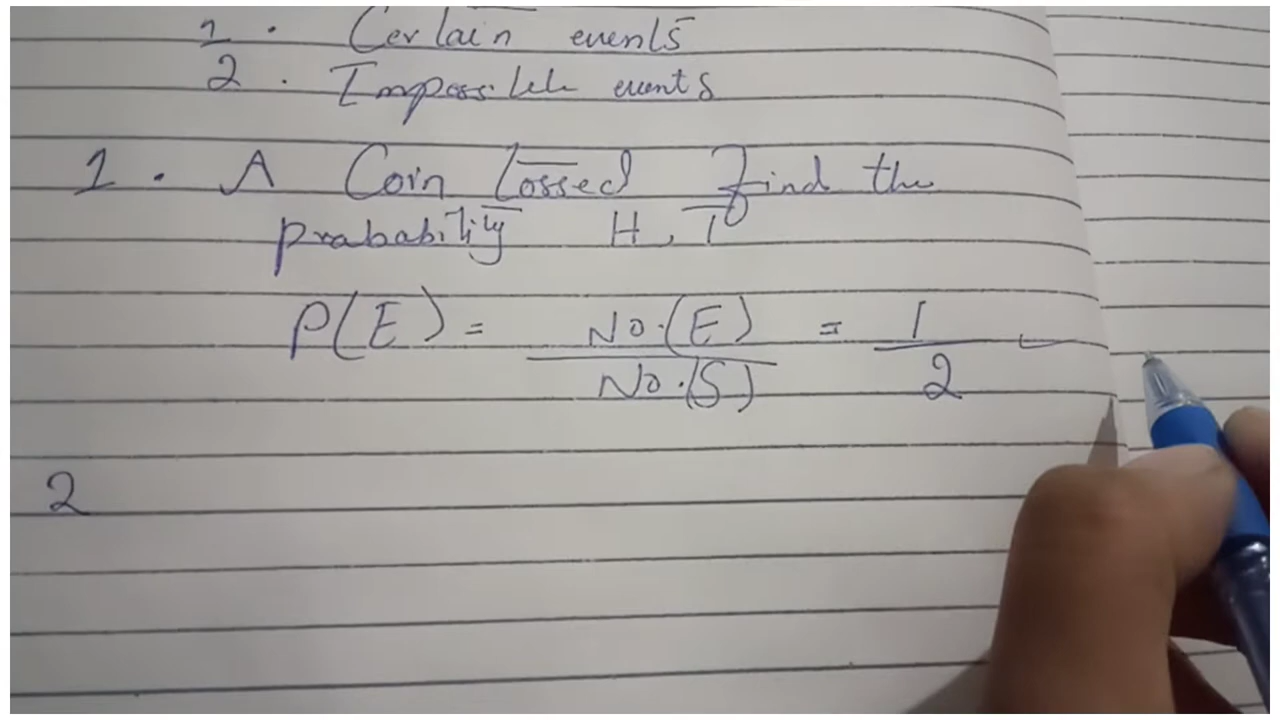 1. Certain events
2. Impossible events
1. A Coin tossed find the
probability H, T
P(E) = No.(E) / No.(S) = 1 / 2
2